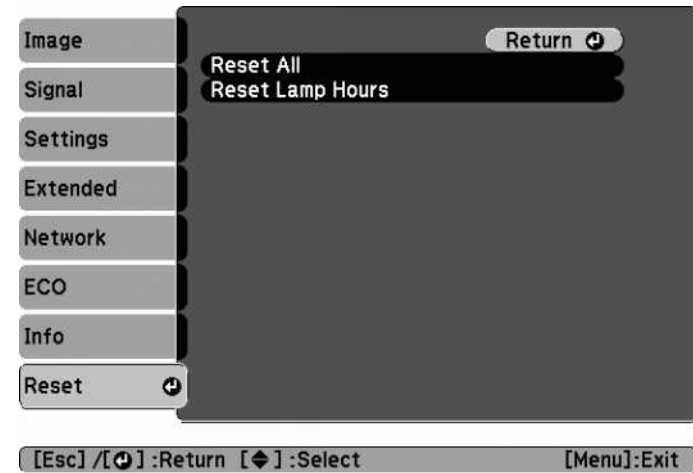 Image
Signal
Settings
Extended
Network
ECO
Info
Reset
Return
Reset All
Reset Lamp Hours
[Esc] /[ ] :Return [ ] :Select [Menu]:Exit